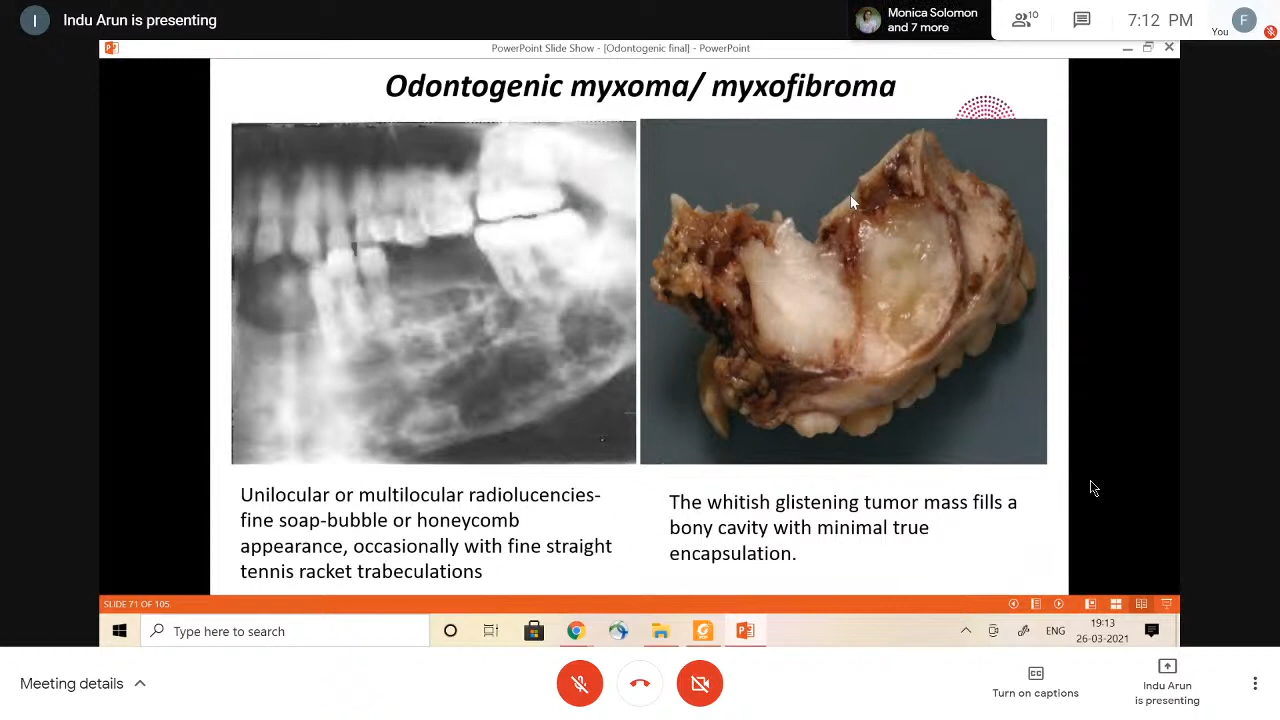 I
Indu Arun is presenting
Monica Solomon
and 7 more
10
7:12 PM
You
F
PowerPoint Slide Show - [Odontogenic final] - PowerPoint
Odontogenic myxoma/ myxofibroma
Unilocular or multilocular radiolucencies-
fine soap-bubble or honeycomb
appearance, occasionally with fine straight
tennis racket trabeculations
The whitish glistening tumor mass fills a
bony cavity with minimal true
encapsulation.
SLIDE 71 OF 105
Type here to search
ENG
19:13
26-03-2021
Meeting details
Turn on captions
Indu Arun
is presenting